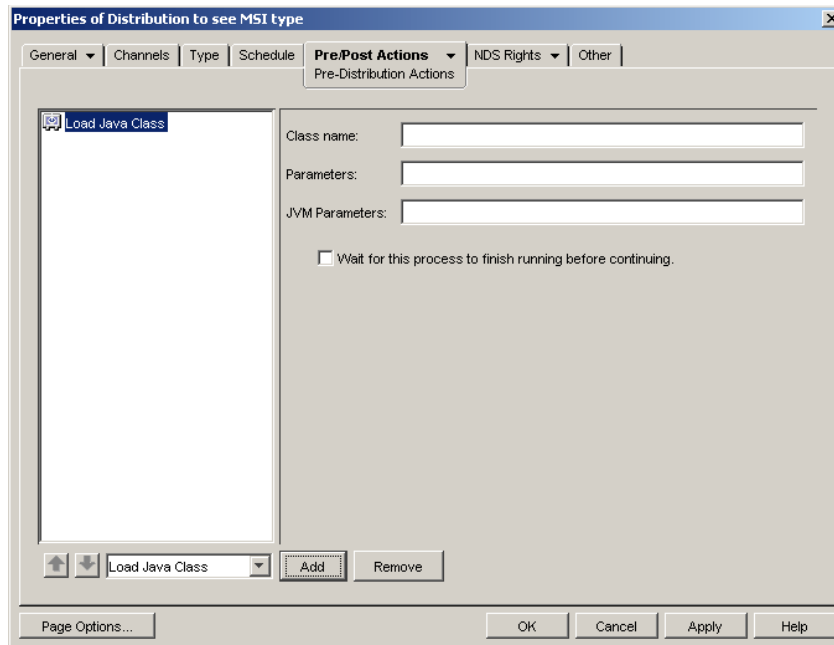 Properties of Distribution to see MSI type
General Channels Type Schedule Pre/Post Actions NDS Rights Other
Pre-Distribution Actions
Load Java Class
Class name:
Parameters:
JVM Parameters:
Wait for this process to finish running before continuing.
Load Java Class Add Remove
Page Options... OK Cancel Apply Help